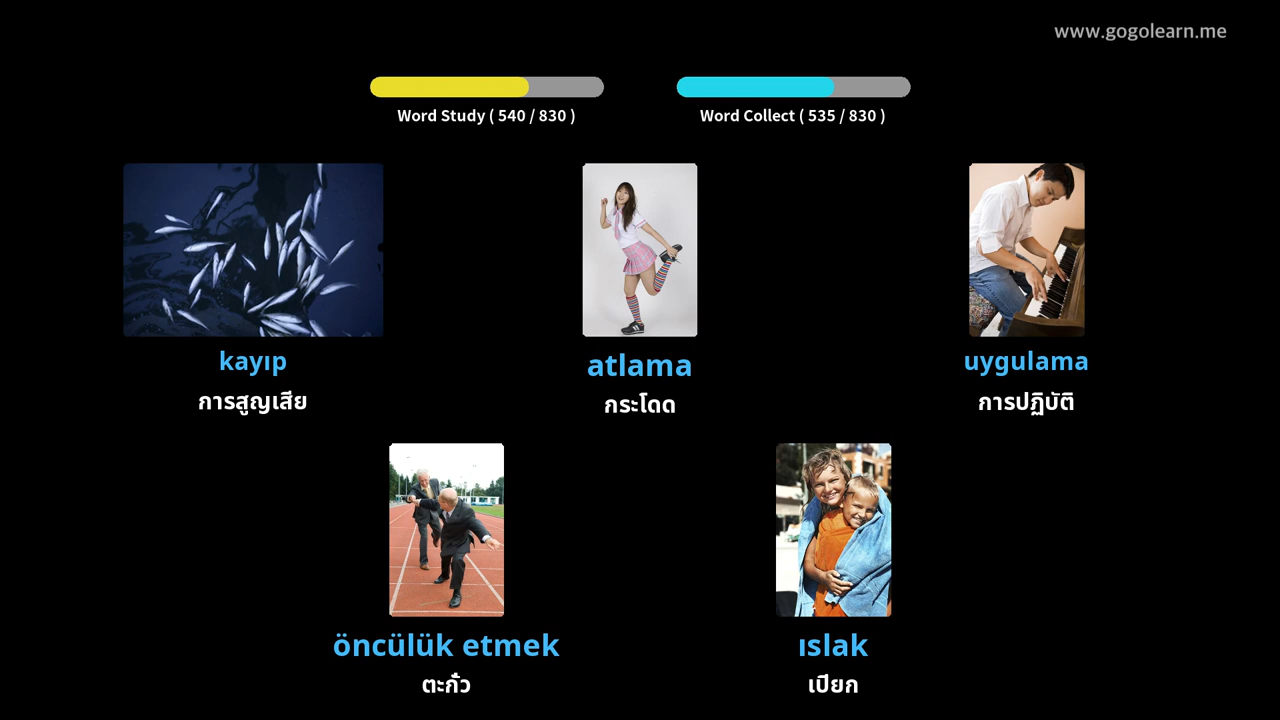 www.gogolearn.me
Word Study ( 540 / 830 )
Word Collect ( 535 / 830 )
kayıp
การสูญเสีย
atlama
กระโดด
uygulama
การปฏิบัติ
öncülük etmek
ตะกั่ว
ıslak
เปียก